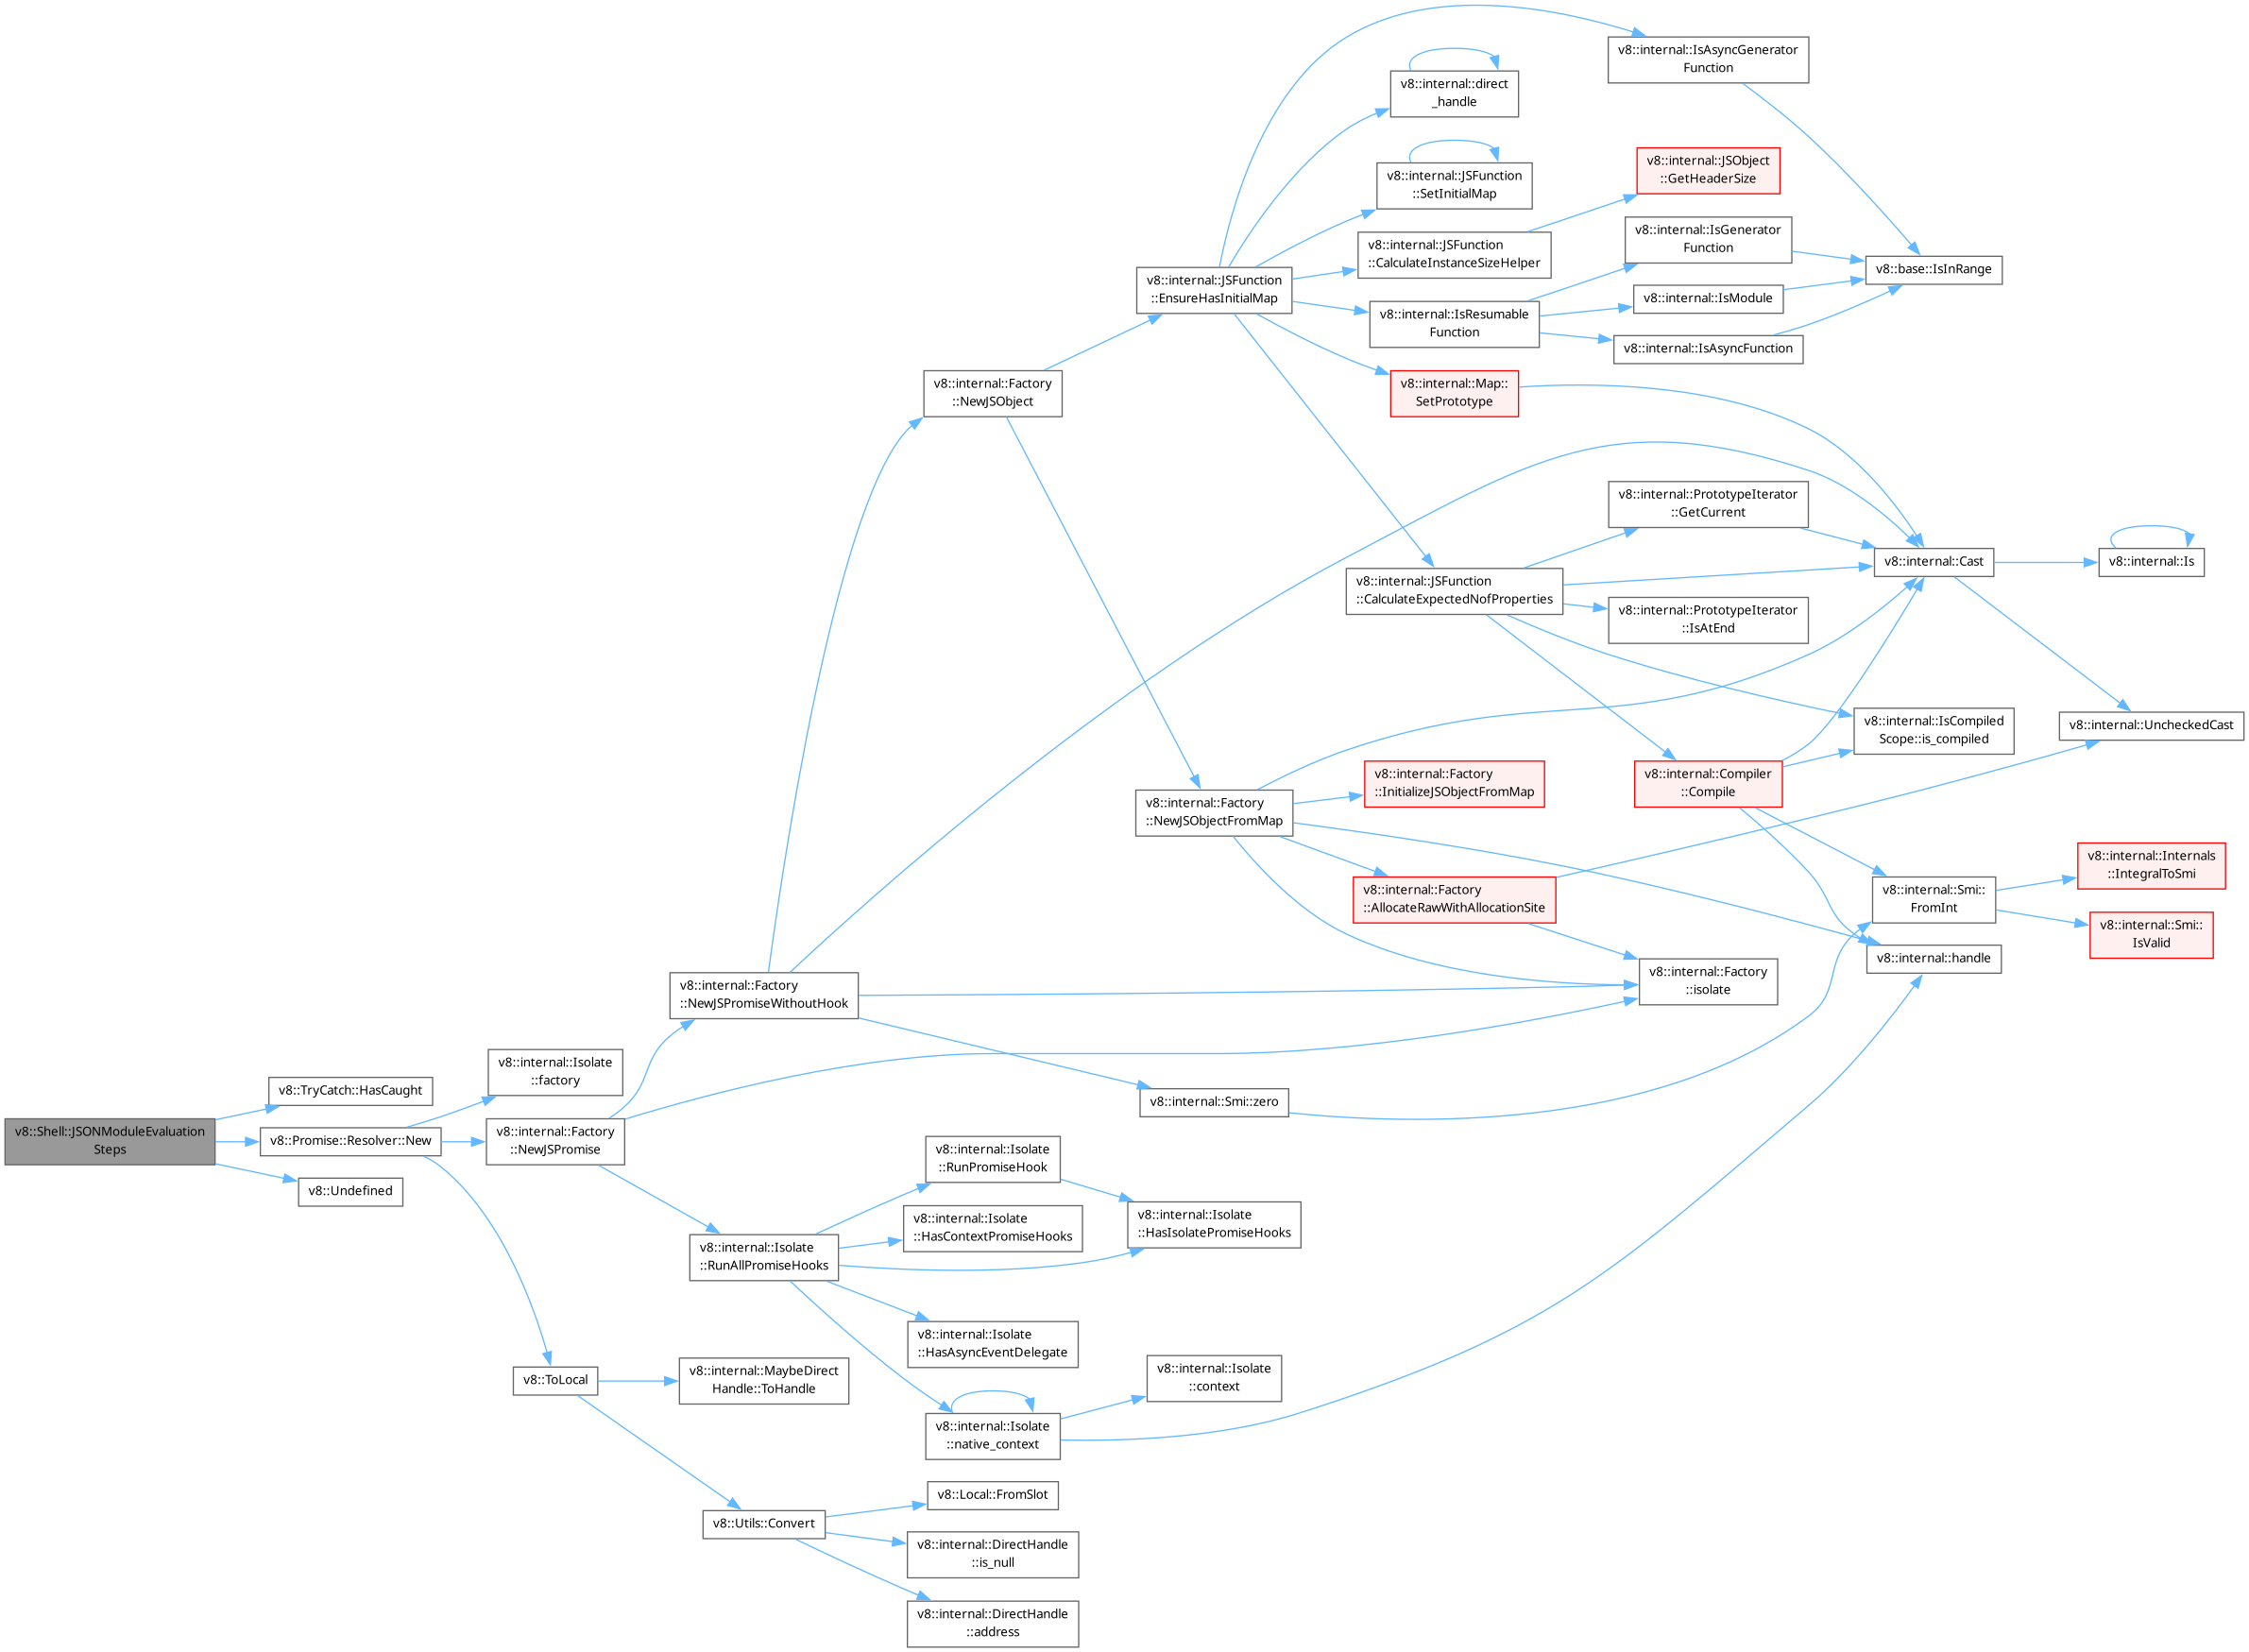 v8::Shell::JSONModuleEvaluation
Steps
v8::TryCatch::HasCaught
v8::Promise::Resolver::New
v8::Undefined
v8::internal::Isolate
::factory
v8::internal::Factory
::NewJSPromise
v8::ToLocal
v8::internal::Factory
::NewJSPromiseWithoutHook
v8::internal::Isolate
::RunAllPromiseHooks
v8::internal::MaybeDirect
Handle::ToHandle
v8::Utils::Convert
v8::internal::Factory
::NewJSObject
v8::internal::Isolate
::RunPromiseHook
v8::internal::Isolate
::HasContextPromiseHooks
v8::internal::Isolate
::HasAsyncEventDelegate
v8::internal::Isolate
::native_context
v8::Local::FromSlot
v8::internal::DirectHandle
::is_null
v8::internal::DirectHandle
::address
v8::internal::JSFunction
::EnsureHasInitialMap
v8::internal::Factory
::NewJSObjectFromMap
v8::internal::Smi::zero
v8::internal::Isolate
::HasIsolatePromiseHooks
v8::internal::Isolate
::context
v8::internal::direct
_handle
v8::internal::JSFunction
::SetInitialMap
v8::internal::JSFunction
::CalculateInstanceSizeHelper
v8::internal::IsResumable
Function
v8::internal::Map::
SetPrototype
v8::internal::JSFunction
::CalculateExpectedNofProperties
v8::internal::Factory
::InitializeJSObjectFromMap
v8::internal::Factory
::AllocateRawWithAllocationSite
v8::internal::IsAsyncGenerator
Function
v8::internal::JSObject
::GetHeaderSize
v8::internal::IsGenerator
Function
v8::internal::IsModule
v8::internal::IsAsyncFunction
v8::internal::PrototypeIterator
::GetCurrent
v8::internal::PrototypeIterator
::IsAtEnd
v8::internal::Compiler
::Compile
v8::internal::Factory
::isolate
v8::base::IsInRange
v8::internal::Cast
v8::internal::IsCompiled
Scope::is_compiled
v8::internal::Smi::
FromInt
v8::internal::handle
v8::internal::Is
v8::internal::UncheckedCast
v8::internal::Internals
::IntegralToSmi
v8::internal::Smi::
IsValid